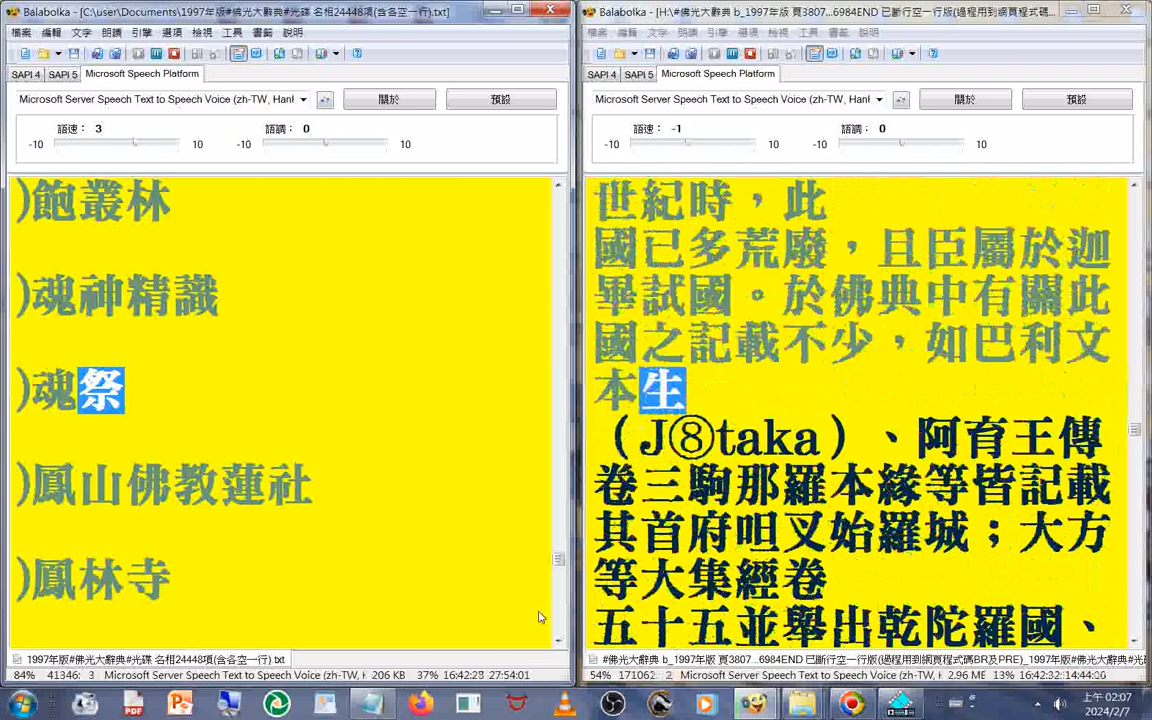 Balabolka - [C:\user\Documents\1997年版#佛光大辭典#光碟 名相24448項(含各空一行).txt]
檔案 編輯 文字 朗讀 引擎 選項 檢視 工具 書籤 說明
SAPI 4 SAPI 5 Microsoft Speech Platform
Microsoft Server Speech Text to Speech Voice (zh-TW, Hanl
關於 預設
語速： 3 語調： 0
-10 10 -10 10
)飽叢林
)魂神精識
)魂祭
)鳳山佛教蓮社
)鳳林寺
1997年版#佛光大辭典#光碟 名相24448項(含各空一行).txt
84% 41346: 3 Microsoft Server Speech Text to Speech Voice (zh-TW, H 206 KB 37% 16:42:28 27:54:01
Balabolka - [H:\#佛光大辭典 b_1997年版 頁3807...6984END 已斷行空一行版(過程用到網頁程式碼...
檔案 編輯 文字 朗讀 引擎 選項 檢視 工具 書籤 說明
SAPI 4 SAPI 5 Microsoft Speech Platform
Microsoft Server Speech Text to Speech Voice (zh-TW, Hanl
關於 預設
語速： -1 語調： 0
-10 10 -10 10
世紀時，此
國已多荒廢，且臣屬於迦
畢試國。於佛典中有關此
國之記載不少，如巴利文
本生
（J⑧taka）、阿育王傳
卷三駒那羅本緣等皆記載
其首府呾叉始羅城；大方
等大集經卷
五十五並舉出乾陀羅國、
#佛光大辭典 b_1997年版 頁3807...6984END 已斷行空一行版(過程用到網頁程式碼BR及PRE)_1997年版#佛光
54% 171062: 2 Microsoft Server Speech Text to Speech Voice (zh-TW, H 2.96 MB 13% 16:42:32
上午 02:07
2024/2/7